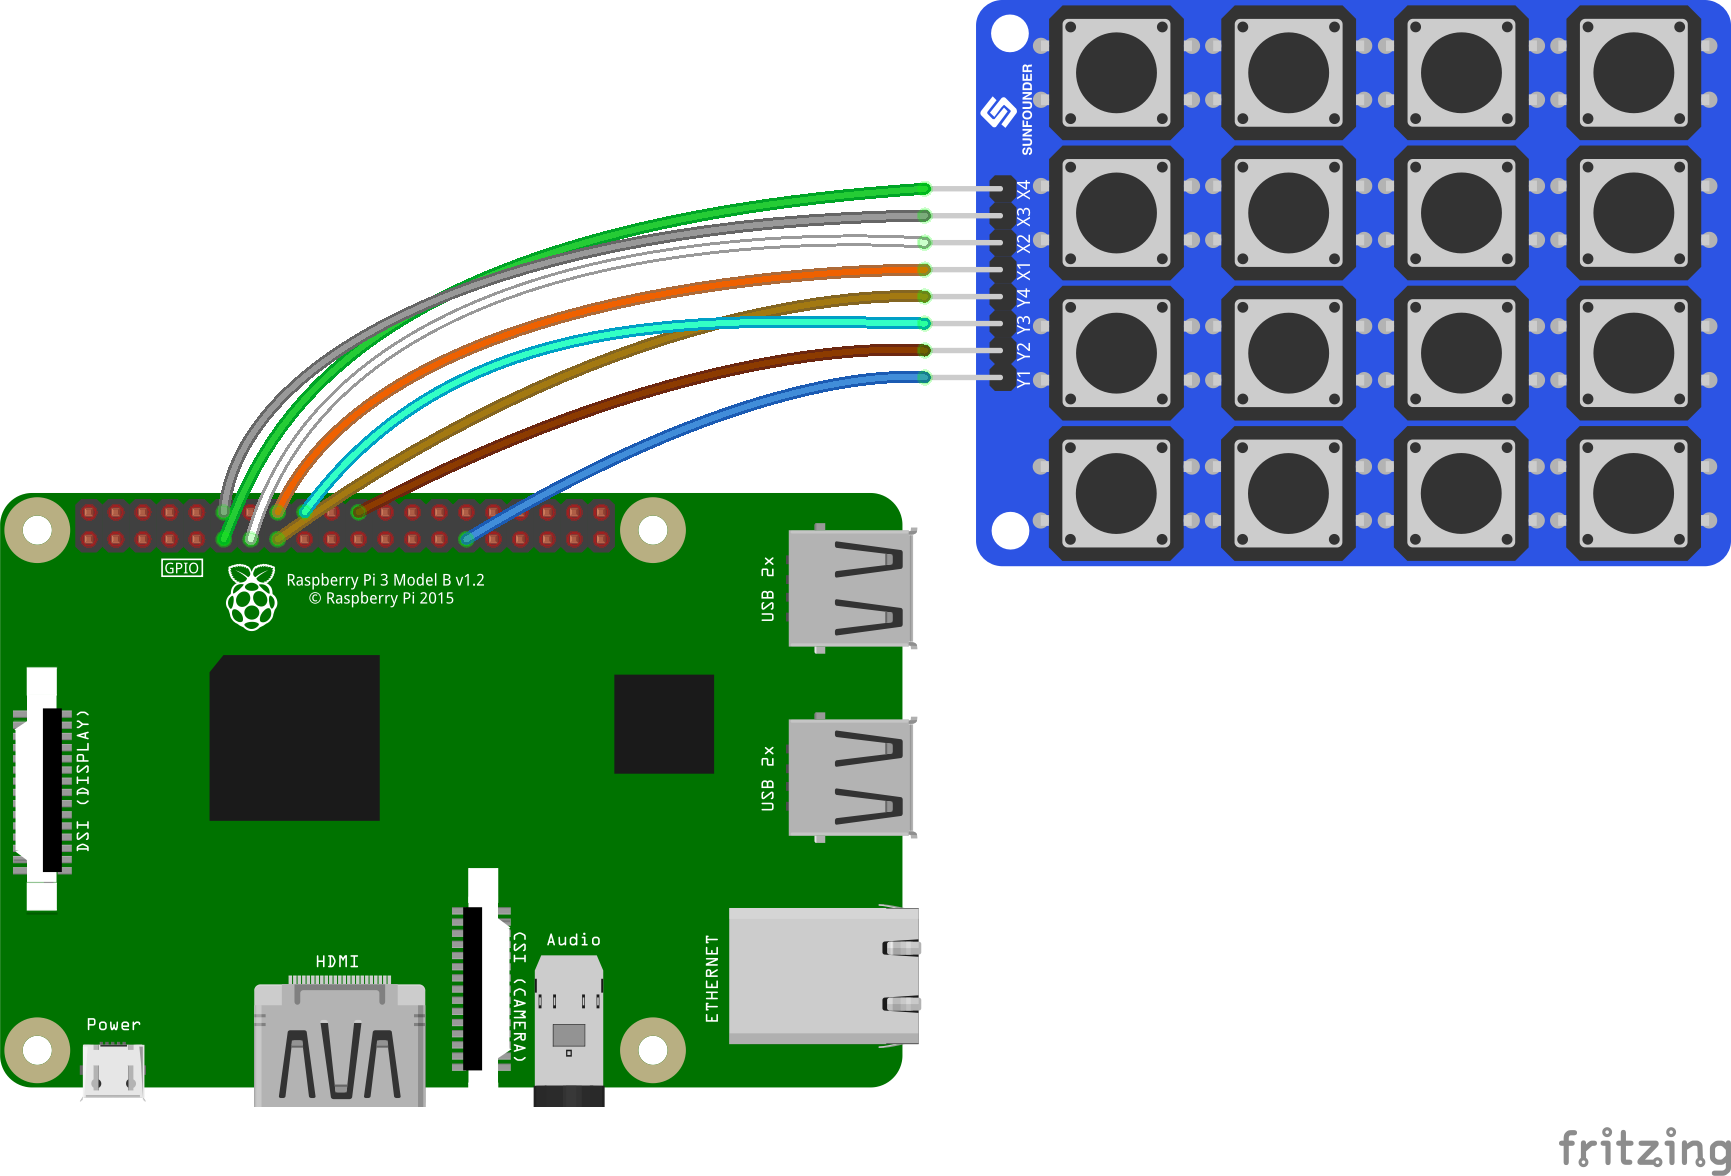 SUNFOUNDER
X4
X3
X2
X1
Y4
Y3
Y2
Y1
GPIO
Raspberry Pi 3 Model B v1.2
© Raspberry Pi 2015
USB 2x
DSI (DISPLAY)
USB 2x
CSI (CAMERA)
Audio
ETHERNET
HDMI
Power
fritzing